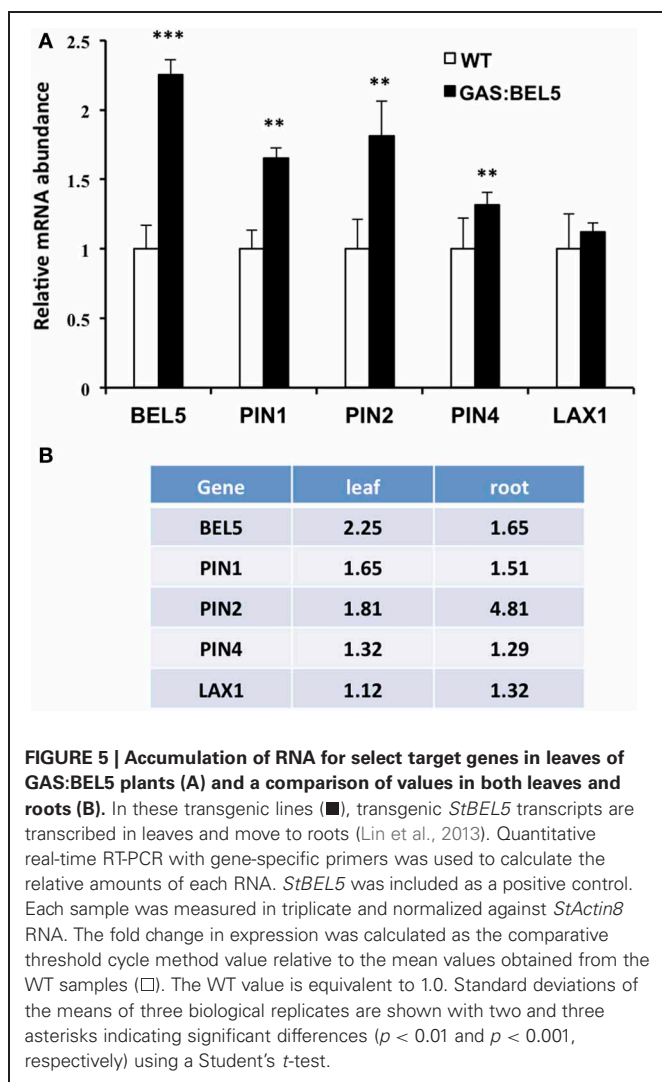 A
2.5
2
1.5
1
0.5
0
Relative mRNA abundance
***
**
**
**
□ WT
■ GAS:BEL5
BEL5 PIN1 PIN2 PIN4 LAX1
B
Gene leaf root
BEL5 2.25 1.65
PIN1 1.65 1.51
PIN2 1.81 4.81
PIN4 1.32 1.29
LAX1 1.12 1.32
FIGURE 5 | Accumulation of RNA for select target genes in leaves of
GAS:BEL5 plants (A) and a comparison of values in both leaves and
roots (B). In these transgenic lines (■), transgenic StBEL5 transcripts are
transcribed in leaves and move to roots (Lin et al., 2013). Quantitative
real-time RT-PCR with gene-specific primers was used to calculate the
relative amounts of each RNA. StBEL5 was included as a positive control.
Each sample was measured in triplicate and normalized against StActin8
RNA. The fold change in expression was calculated as the comparative
threshold cycle method value relative to the mean values obtained from the
WT samples (□). The WT value is equivalent to 1.0. Standard deviations of
the means of three biological replicates are shown with two and three
asterisks indicating significant differences (p < 0.01 and p < 0.001,
respectively) using a Student's t-test.